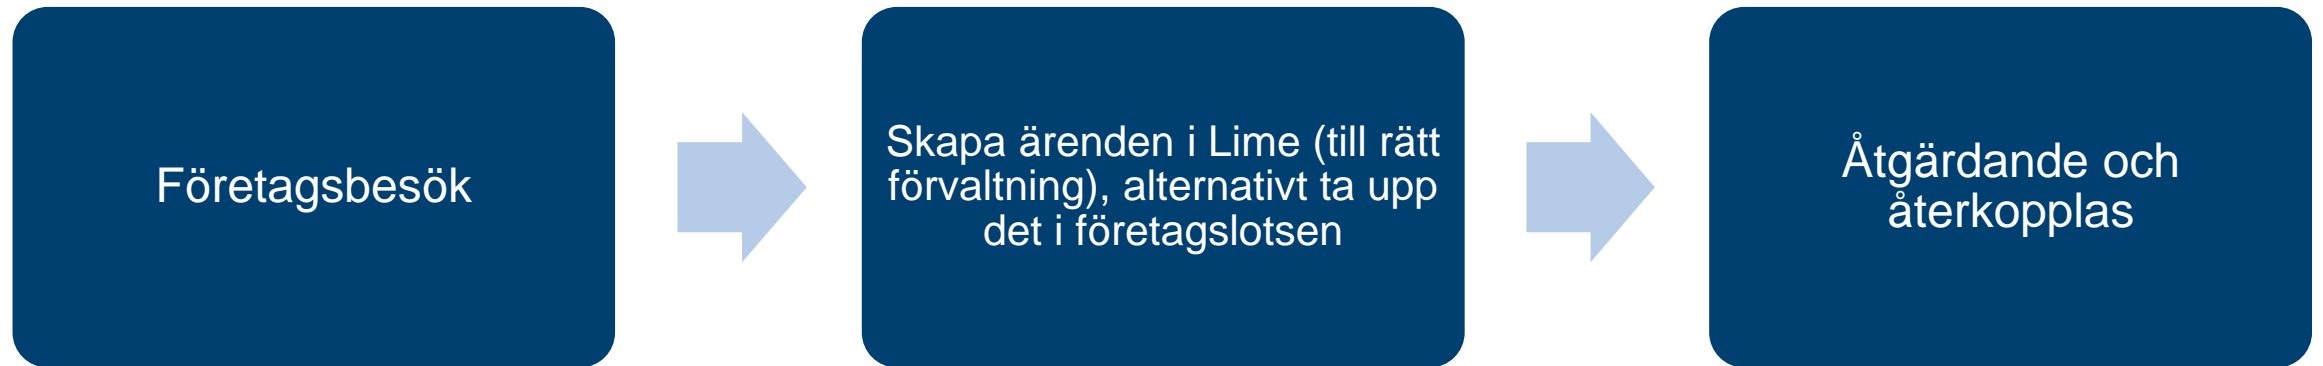 Företagsbesök
Skapa ärenden i Lime (till rätt
förvaltning), alternativt ta upp
det i företagslotsen
Åtgärdande och
återkopplas